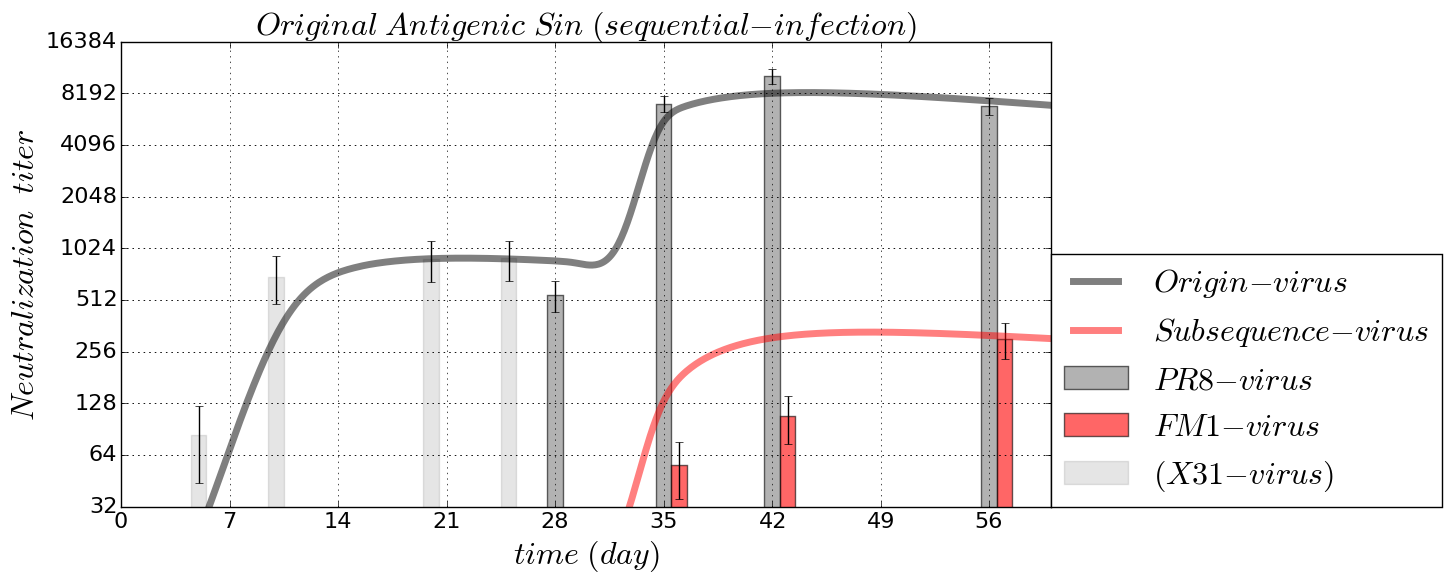 Original Antigenic Sin (sequential−infection)
Neutralization titer
16384
8192
4096
2048
1024
512
256
128
64
32
0 7 14 21 28 35 42 49 56
time (day)
Origin−virus
Subsequence−virus
PR8−virus
FM1−virus
(X31−virus)